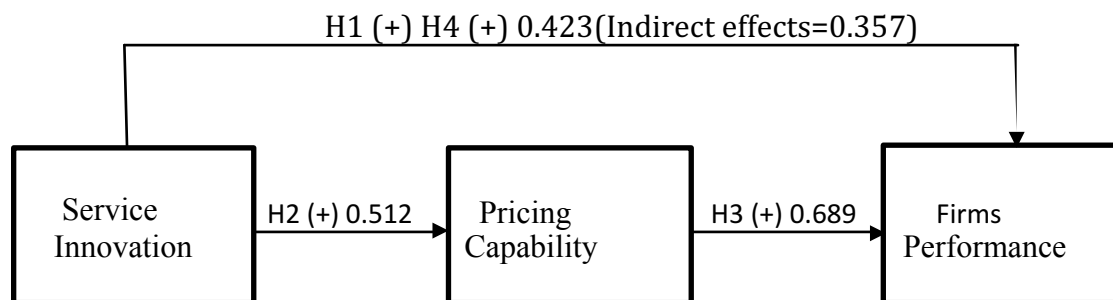 H1 (+) H4 (+) 0.423(Indirect effects=0.357)
Service
Innovation
H2 (+) 0.512
Pricing
Capability
H3 (+) 0.689
Firms
Performance